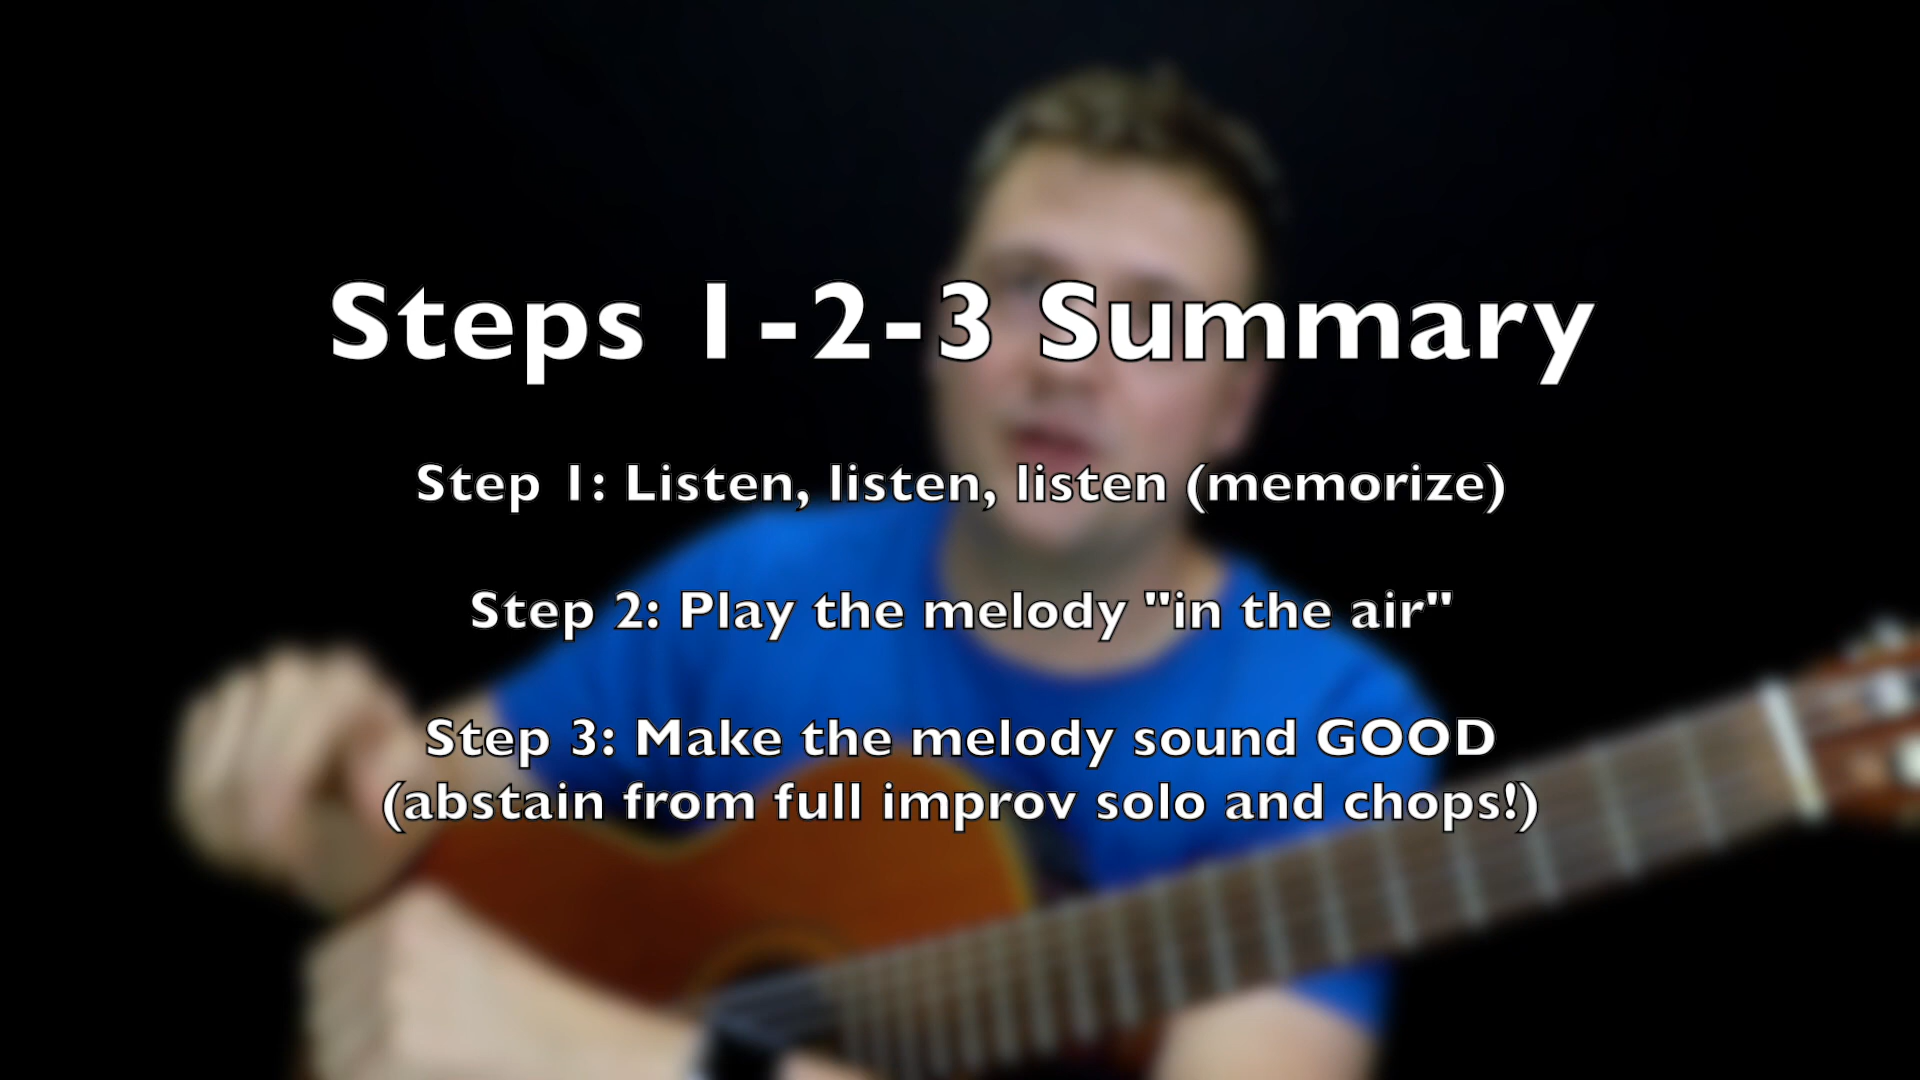 Steps 1-2-3 Summary
Step 1: Listen, listen, listen (memorize)
Step 2: Play the melody "in the air"
Step 3: Make the melody sound GOOD
(abstain from full improv solo and chops!)